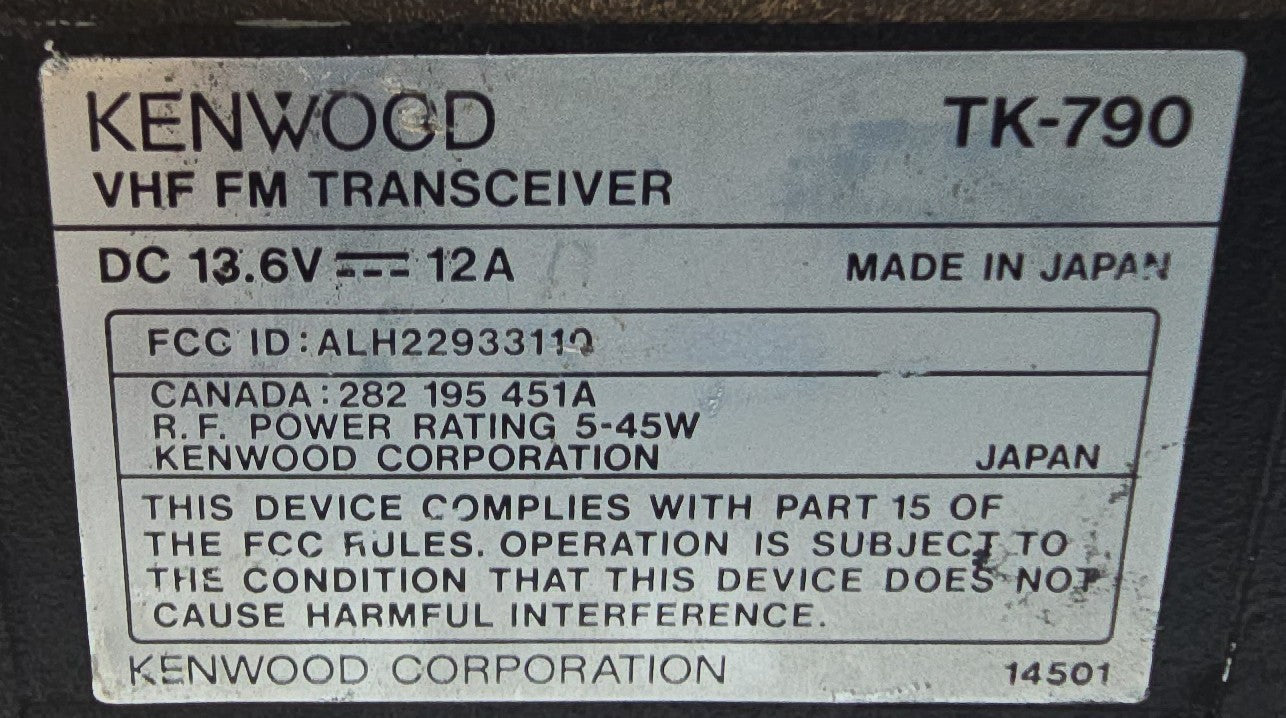 KENWOOD TK-790
VHF FM TRANSCEIVER
DC 13.6V ⎓ 12A MADE IN JAPAN
FCC ID:ALH22933110
CANADA:282 195 451A
R.F. POWER RATING 5-45W
KENWOOD CORPORATION JAPAN
THIS DEVICE COMPLIES WITH PART 15 OF
THE FCC RULES. OPERATION IS SUBJECT TO
THE CONDITION THAT THIS DEVICE DOES NOT
CAUSE HARMFUL INTERFERENCE.
KENWOOD CORPORATION 14501